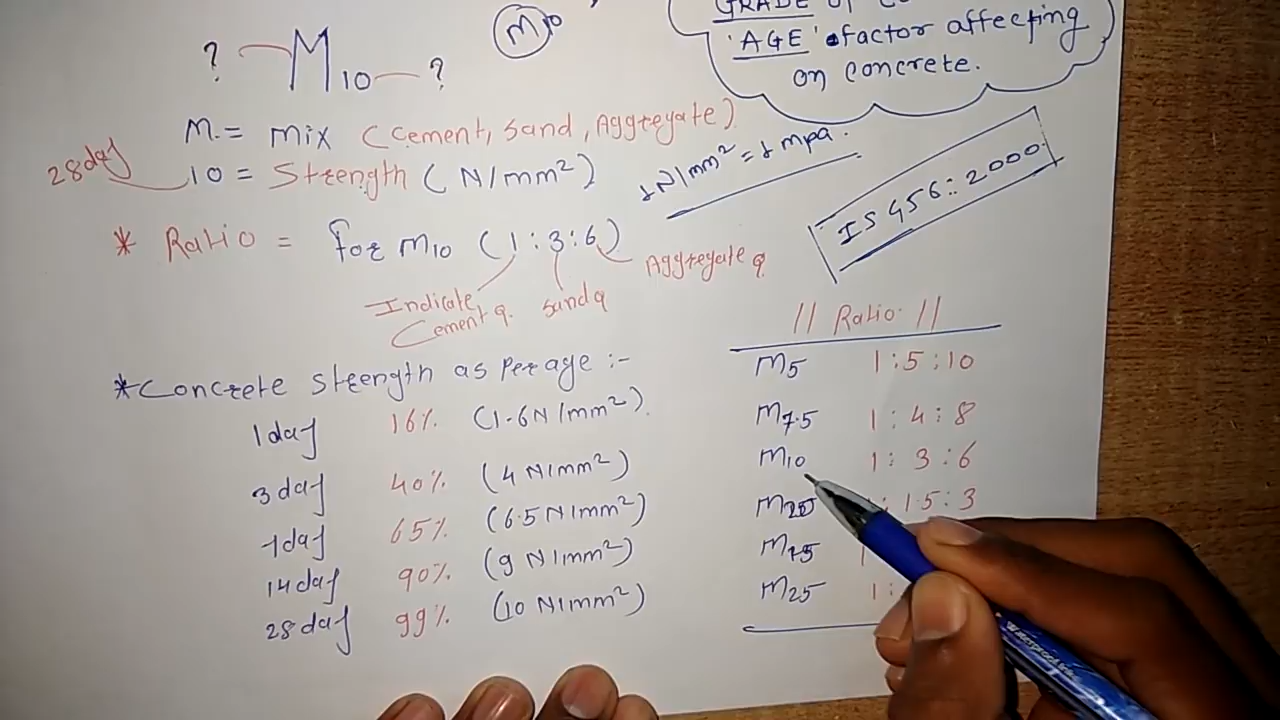 M10
GRADE of
'AGE' factor affecting
on concrete.
? M10 ?
M = Mix (Cement, Sand, Aggregate)
28day
10 = Strength (N/mm²)
1N/mm² = 1 mpa.
IS 456:: 2000.
* Ratio = for M10 (1:3:6)
Indicate Cement q.
Sand q
Aggregate q
|| Ratio ||
M5 1:5:10
M7.5 1:4:8
M10 1:3:6
M20 1.5:3
M15 1
M25 1:
*Concrete strength as per age :-
1day 16% (1.6N/mm²).
3day 40% (4 N/mm²)
7day 65% (6.5 N/mm²)
14day 90% (9 N/mm²)
28day 99% (10 N/mm²)